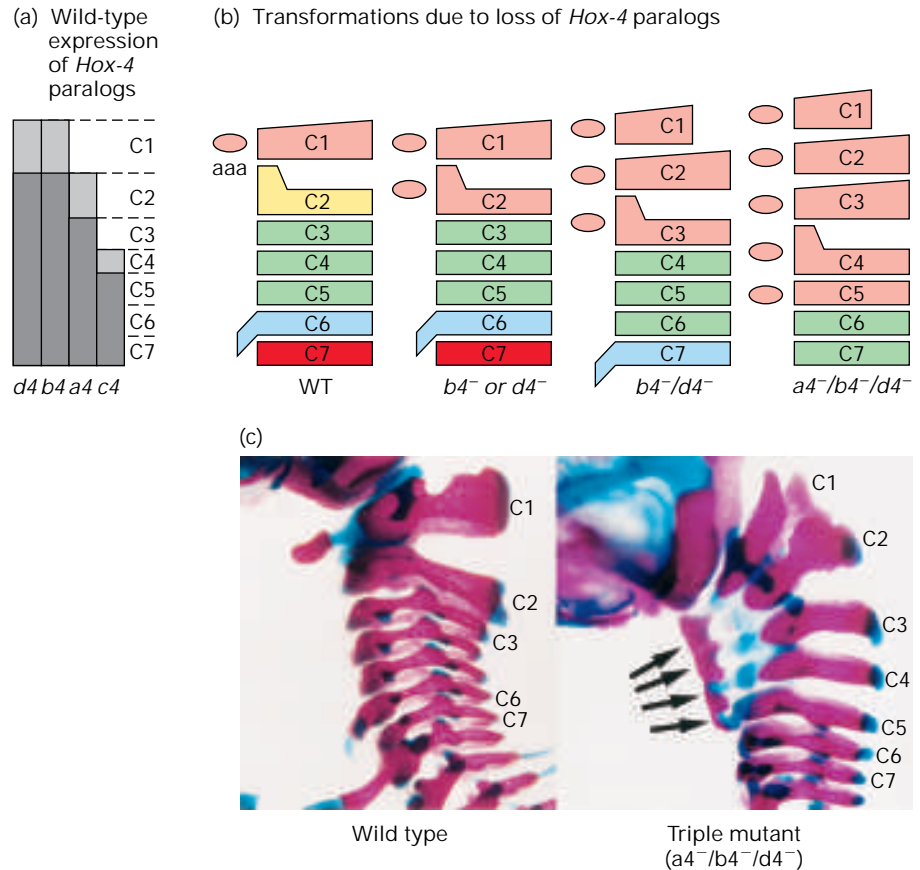 (a) Wild-type
expression
of Hox-4
paralogs
C1
C2
C3
C4
C5
C6
C7
d4 b4 a4 c4
(b) Transformations due to loss of Hox-4 paralogs
aaa
C1
C2
C3
C4
C5
C6
C7
WT
C1
C2
C3
C4
C5
C6
C7
b4⁻ or d4⁻
C1
C2
C3
C4
C5
C6
C7
b4⁻/d4⁻
C1
C2
C3
C4
C5
C6
C7
a4⁻/b4⁻/d4⁻
(c)
C1
C2
C3
C6
C7
Wild type
C1
C2
C3
C4
C5
C6
C7
Triple mutant
(a4⁻/b4⁻/d4⁻)